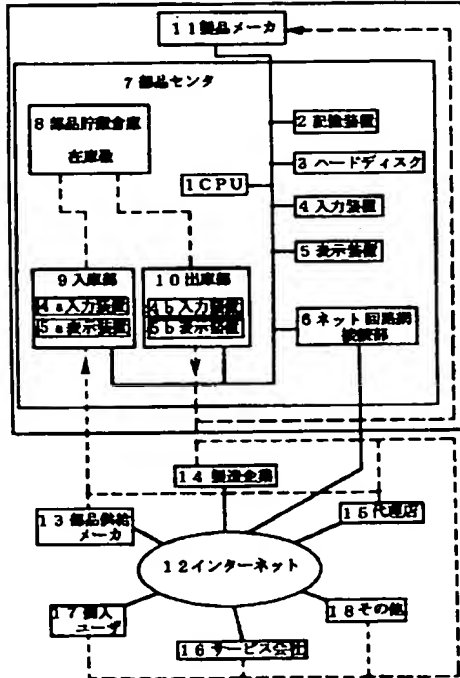 11製品メーカ
7部品センタ
8部品貯蔵倉庫
在庫数
2記憶装置
3ハードディスク
1CPU
4入力装置
5表示装置
9入庫部
4a入力装置
5a表示装置
10出庫部
4b入力装置
5b表示装置
6ネット回路網
接続部
14製造企業
13部品供給
メーカ
15代理店
12インターネット
17個人
ユーザ
18その他
16サービス会社